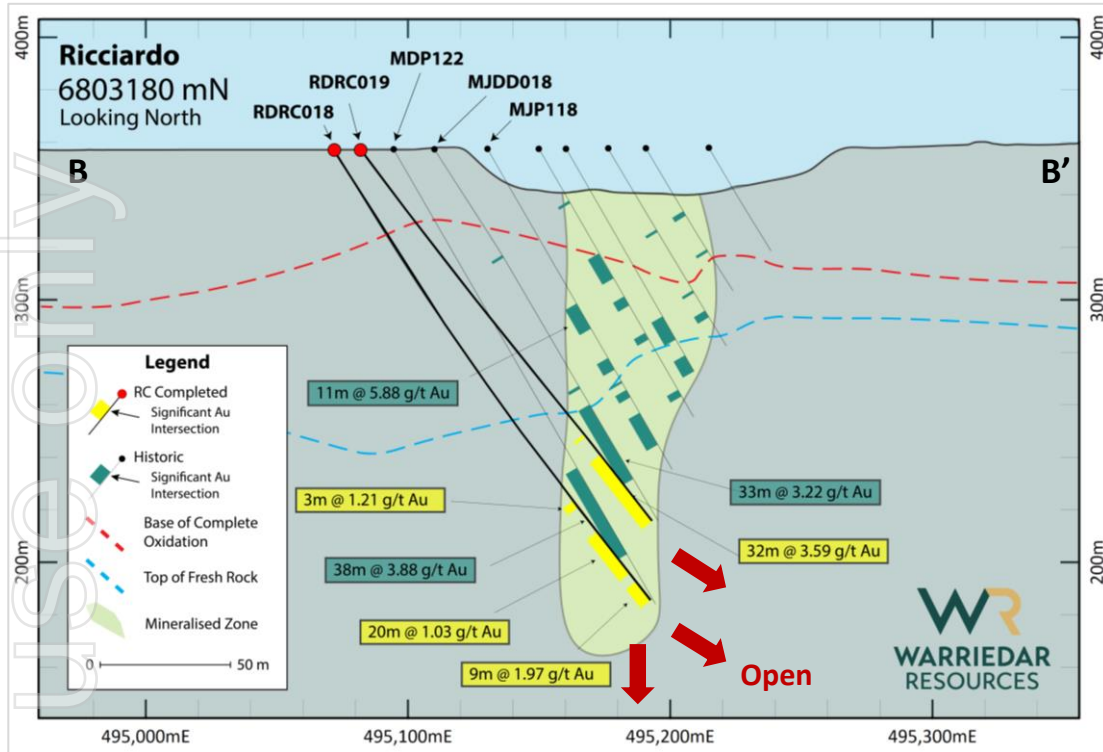 Ricciardo
6803180 mN
Looking North
MDP122
RDRC019
MJDD018
RDRC018
MJP118
B
B'
400m
300m
200m
400m
300m
200m
Legend
RC Completed
Significant Au
Intersection
Historic
Significant Au
Intersection
Base of Complete
Oxidation
Top of Fresh Rock
Mineralised Zone
0
50 m
11m @ 5.88 g/t Au
3m @ 1.21 g/t Au
33m @ 3.22 g/t Au
32m @ 3.59 g/t Au
38m @ 3.88 g/t Au
20m @ 1.03 g/t Au
9m @ 1.97 g/t Au
Open
WR
WARRIEDAR
RESOURCES
495,000mE
495,100mE
495,200mE
495,300mE
use only